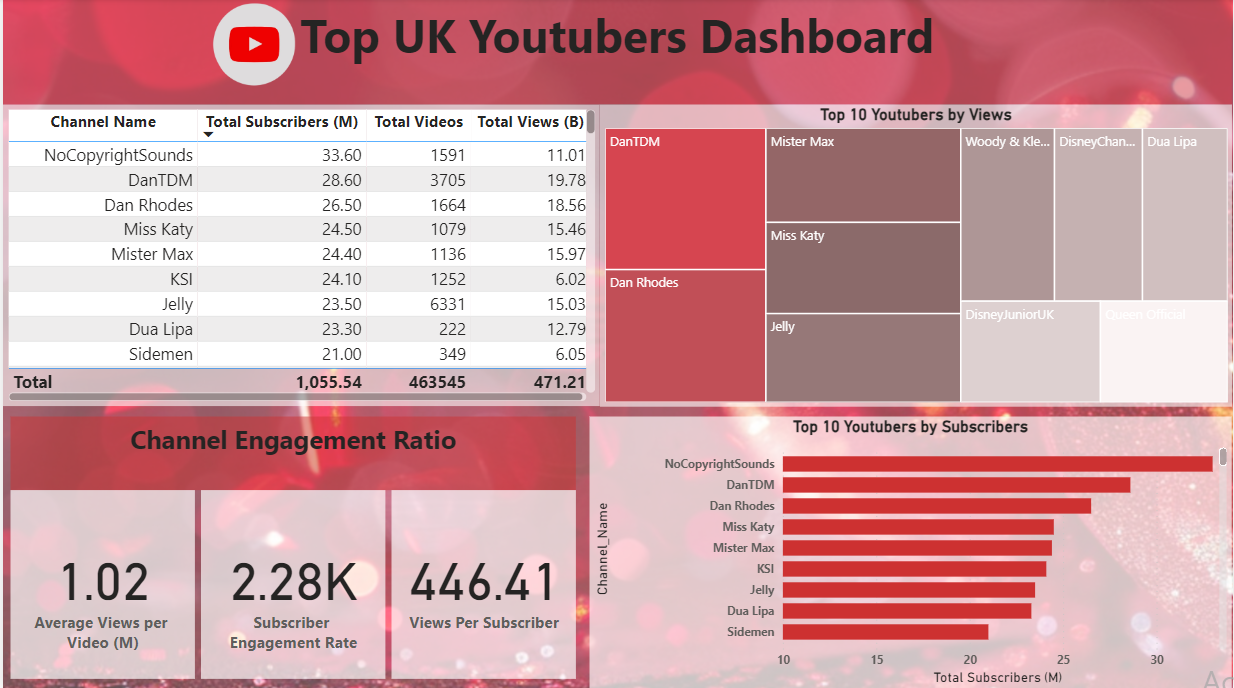 Top UK Youtubers Dashboard
Channel Name Total Subscribers (M) Total Videos Total Views (B)
NoCopyrightSounds 33.60 1591 11.01
DanTDM 28.60 3705 19.78
Dan Rhodes 26.50 1664 18.56
Miss Katy 24.50 1079 15.46
Mister Max 24.40 1136 15.97
KSI 24.10 1252 6.02
Jelly 23.50 6331 15.03
Dua Lipa 23.30 222 12.79
Sidemen 21.00 349 6.05
Total 1,055.54 463545 471.21
Top 10 Youtubers by Views
DanTDM
Mister Max
Woody & Kle...
DisneyChan...
Dua Lipa
Miss Katy
Dan Rhodes
Jelly
DisneyJuniorUK
Queen Official
Channel Engagement Ratio
1.02
Average Views per
Video (M)
2.28K
Subscriber
Engagement Rate
446.41
Views Per Subscriber
Top 10 Youtubers by Subscribers
Channel_Name
NoCopyrightSounds
DanTDM
Dan Rhodes
Miss Katy
Mister Max
KSI
Jelly
Dua Lipa
Sidemen
10 15 20 25 30
Total Subscribers (M)